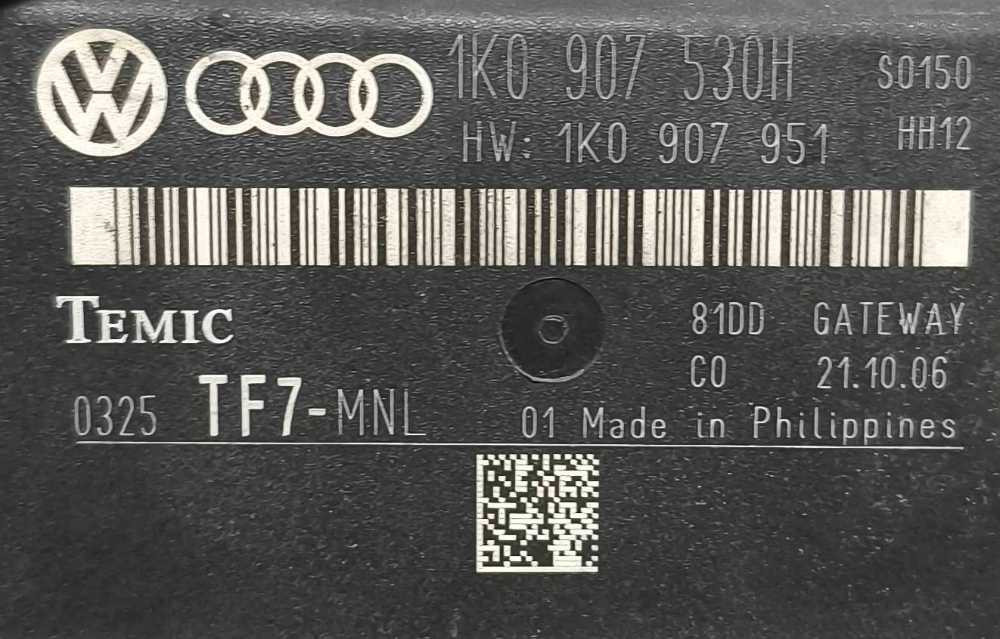 1K0 907 530H S0150
HW: 1K0 907 951 HH12
TEMIC 81DD GATEWAY
C0 21.10.06
0325 TF7-MNL 01 Made in Philippines